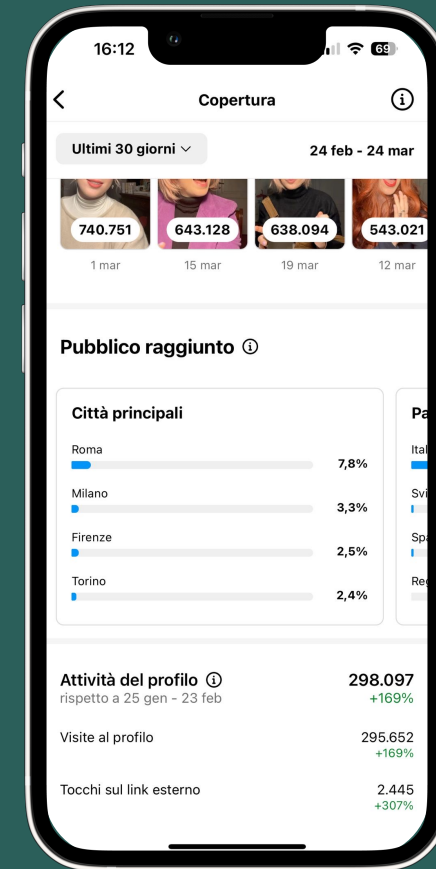 16:12
69
Copertura
Ultimi 30 giorni
24 feb - 24 mar
740.751
643.128
638.094
543.021
1 mar
15 mar
19 mar
12 mar
Pubblico raggiunto
Città principali
Roma
7,8%
Milano
3,3%
Firenze
2,5%
Torino
2,4%
Attività del profilo
298.097
rispetto a 25 gen - 23 feb
+169%
Visite al profilo
295.652
+169%
Tocchi sul link esterno
2.445
+307%